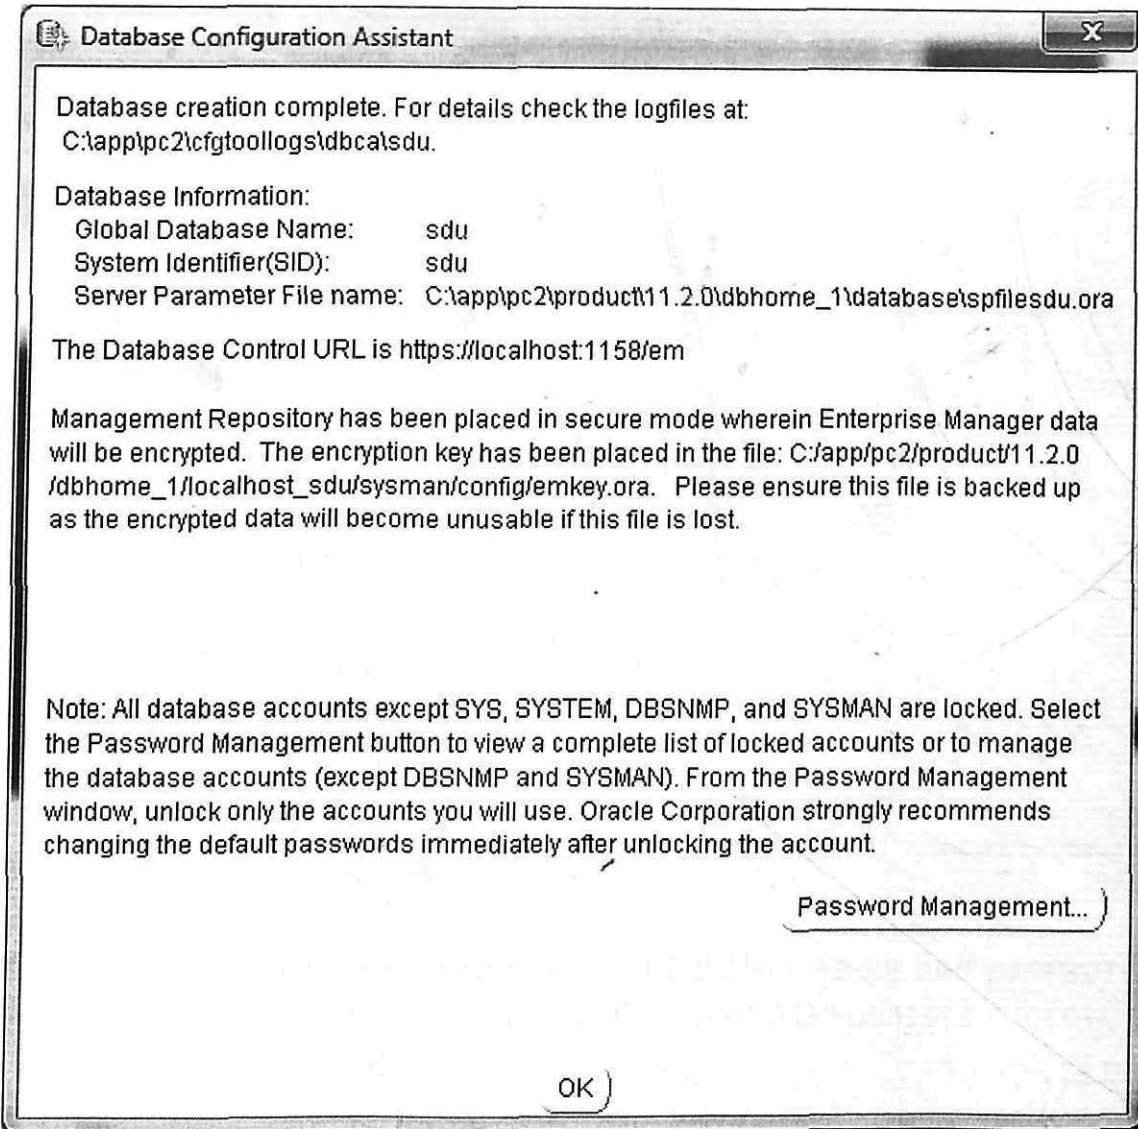 Database Configuration Assistant
Database creation complete. For details check the logfiles at:
C:\app\pc2\cfgtoollogs\dbca\sdu.
Database Information:
Global Database Name: sdu
System Identifier(SID): sdu
Server Parameter File name: C:\app\pc2\product\11.2.0\dbhome_1\database\spfilesdu.ora
The Database Control URL is https://localhost:1158/em
Management Repository has been placed in secure mode wherein Enterprise Manager data
will be encrypted. The encryption key has been placed in the file: C:/app/pc2/product/11.2.0
/dbhome_1/localhost_sdu/sysman/config/emkey.ora. Please ensure this file is backed up
as the encrypted data will become unusable if this file is lost.
Note: All database accounts except SYS, SYSTEM, DBSNMP, and SYSMAN are locked. Select
the Password Management button to view a complete list of locked accounts or to manage
the database accounts (except DBSNMP and SYSMAN). From the Password Management
window, unlock only the accounts you will use. Oracle Corporation strongly recommends
changing the default passwords immediately after unlocking the account.
Password Management...
OK